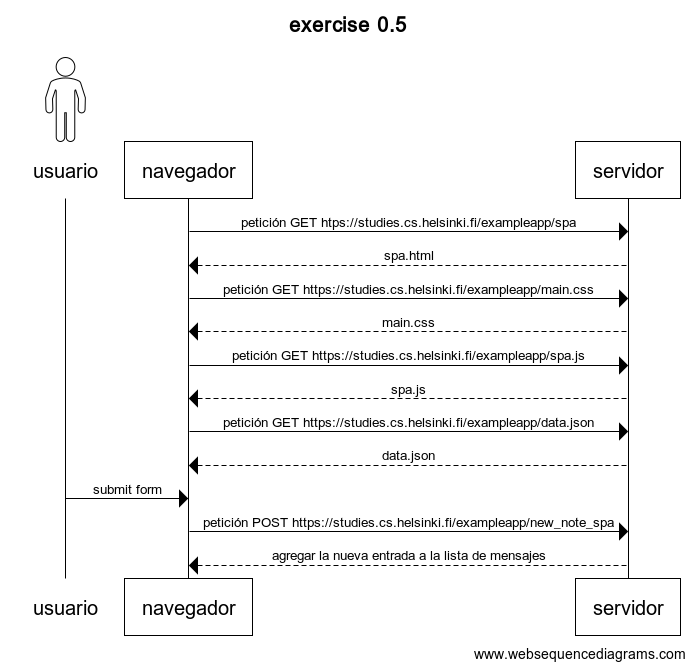 exercise 0.5
usuario
navegador
servidor
petición GET htps://studies.cs.helsinki.fi/exampleapp/spa
spa.html
petición GET https://studies.cs.helsinki.fi/exampleapp/main.css
main.css
petición GET https://studies.cs.helsinki.fi/exampleapp/spa.js
spa.js
petición GET https://studies.cs.helsinki.fi/exampleapp/data.json
data.json
submit form
petición POST https://studies.cs.helsinki.fi/exampleapp/new_note_spa
agregar la nueva entrada a la lista de mensajes
usuario
navegador
servidor
www.websequencediagrams.com